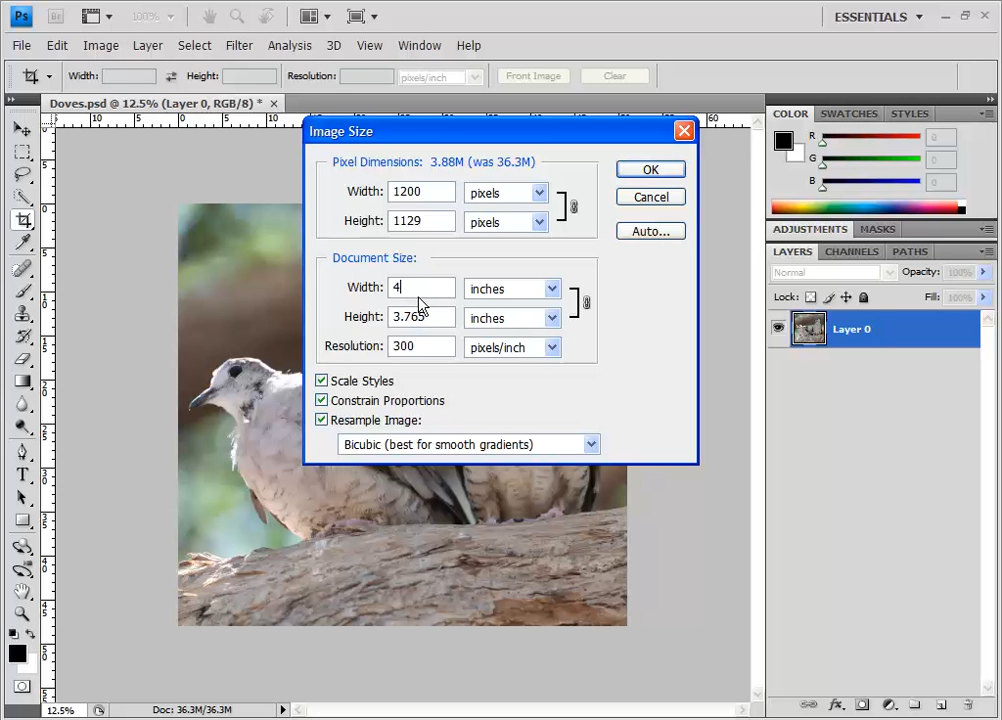 Ps 100% ESSENTIALS
File Edit Image Layer Select Filter Analysis 3D View Window Help
Width: Height: Resolution: pixels/inch Front Image Clear
Doves.psd @ 12.5% (Layer 0, RGB/8) *
Image Size
Pixel Dimensions: 3.88M (was 36.3M)
Width: 1200 pixels
Height: 1129 pixels
OK
Cancel
Auto...
Document Size:
Width: 4 inches
Height: 3.763 inches
Resolution: 300 pixels/inch
Scale Styles
Constrain Proportions
Resample Image:
Bicubic (best for smooth gradients)
COLOR SWATCHES STYLES
R 0
G 0
B 0
ADJUSTMENTS MASKS
LAYERS CHANNELS PATHS
Normal Opacity: 100%
Lock: Fill: 100%
Layer 0
12.5% Doc: 36.3M/36.3M